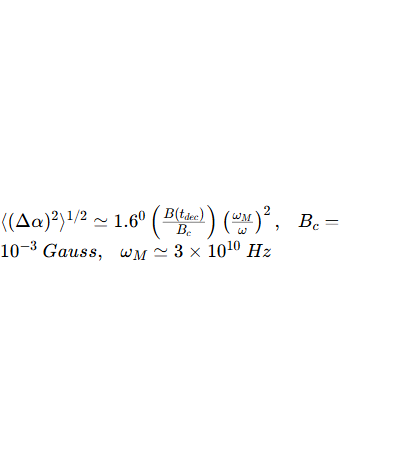 ⟨(Δα)²⟩^{1/2} ≃ 1.6⁰ (B(t_{dec})/B_c) (ω_M/ω)², B_c =
10⁻³ Gauss, ω_M ≃ 3 × 10¹⁰ Hz